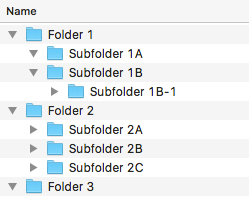 Name
Folder 1
Subfolder 1A
Subfolder 1B
Subfolder 1B-1
Folder 2
Subfolder 2A
Subfolder 2B
Subfolder 2C
Folder 3